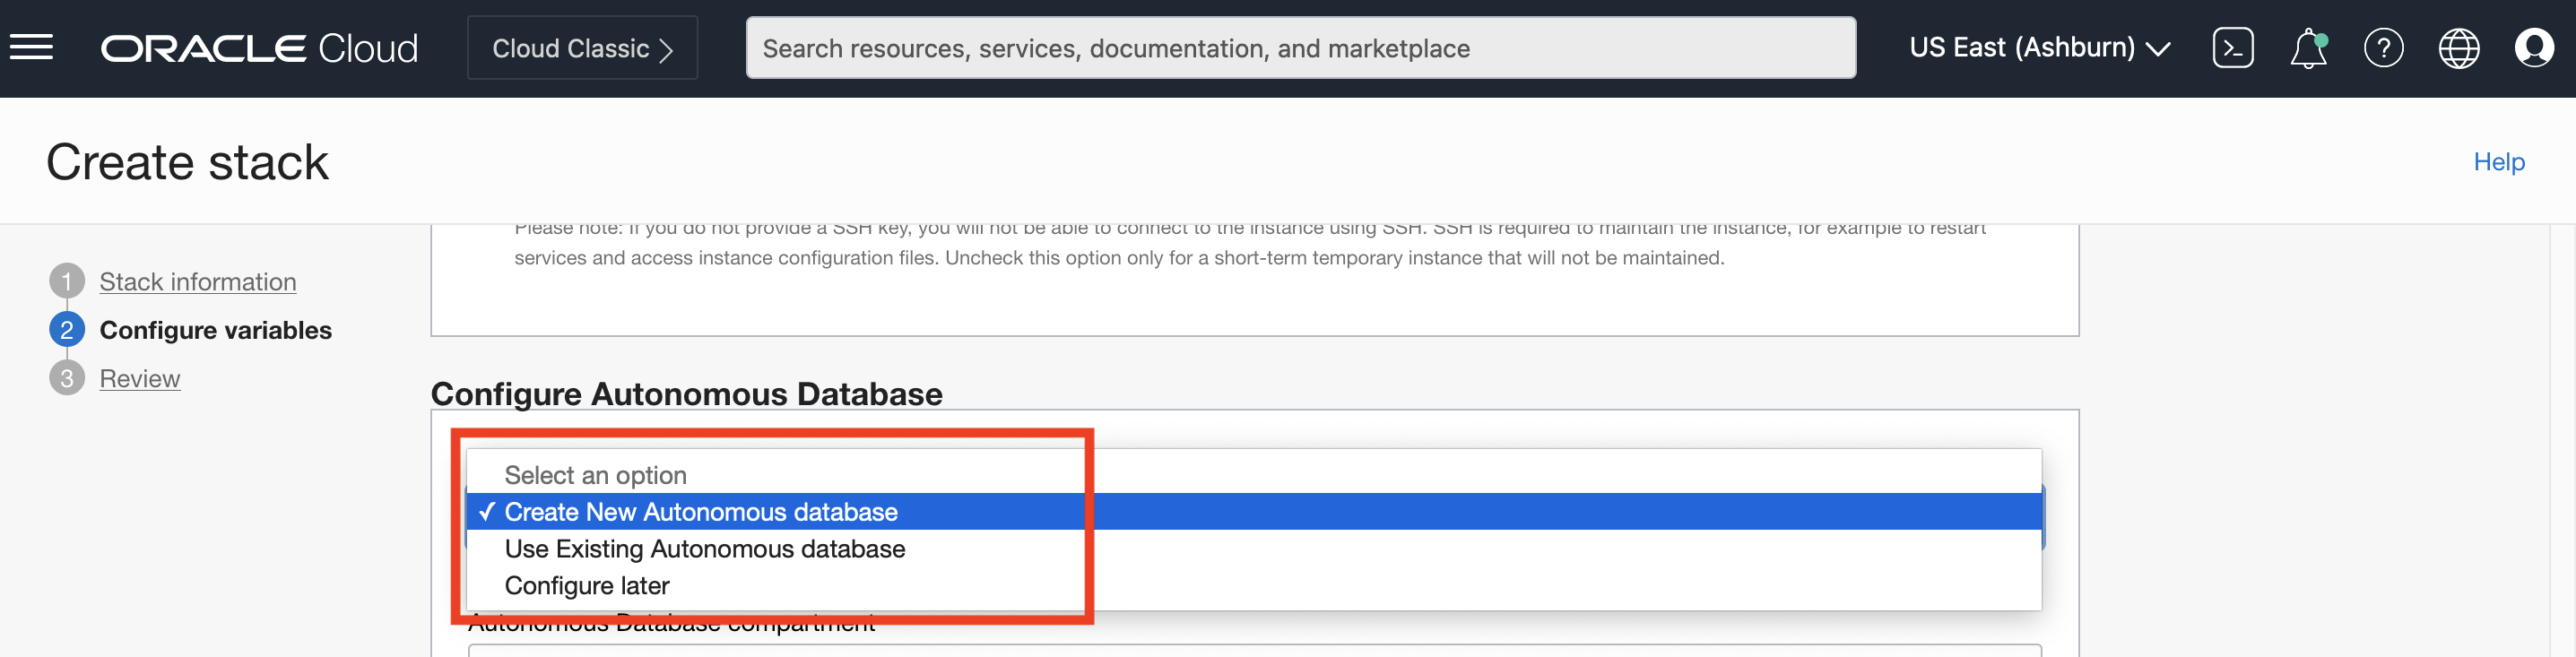 ORACLE Cloud
Cloud Classic
Search resources, services, documentation, and marketplace
US East (Ashburn)
Create stack
Help
1 Stack information
2 Configure variables
3 Review
Please note: If you do not provide a SSH key, you will not be able to connect to the instance using SSH. SSH is required to maintain the instance, for example to restart
services and access instance configuration files. Uncheck this option only for a short-term temporary instance that will not be maintained.
Configure Autonomous Database
Select an option
✓ Create New Autonomous database
Use Existing Autonomous database
Configure later
Autonomous Database compartment